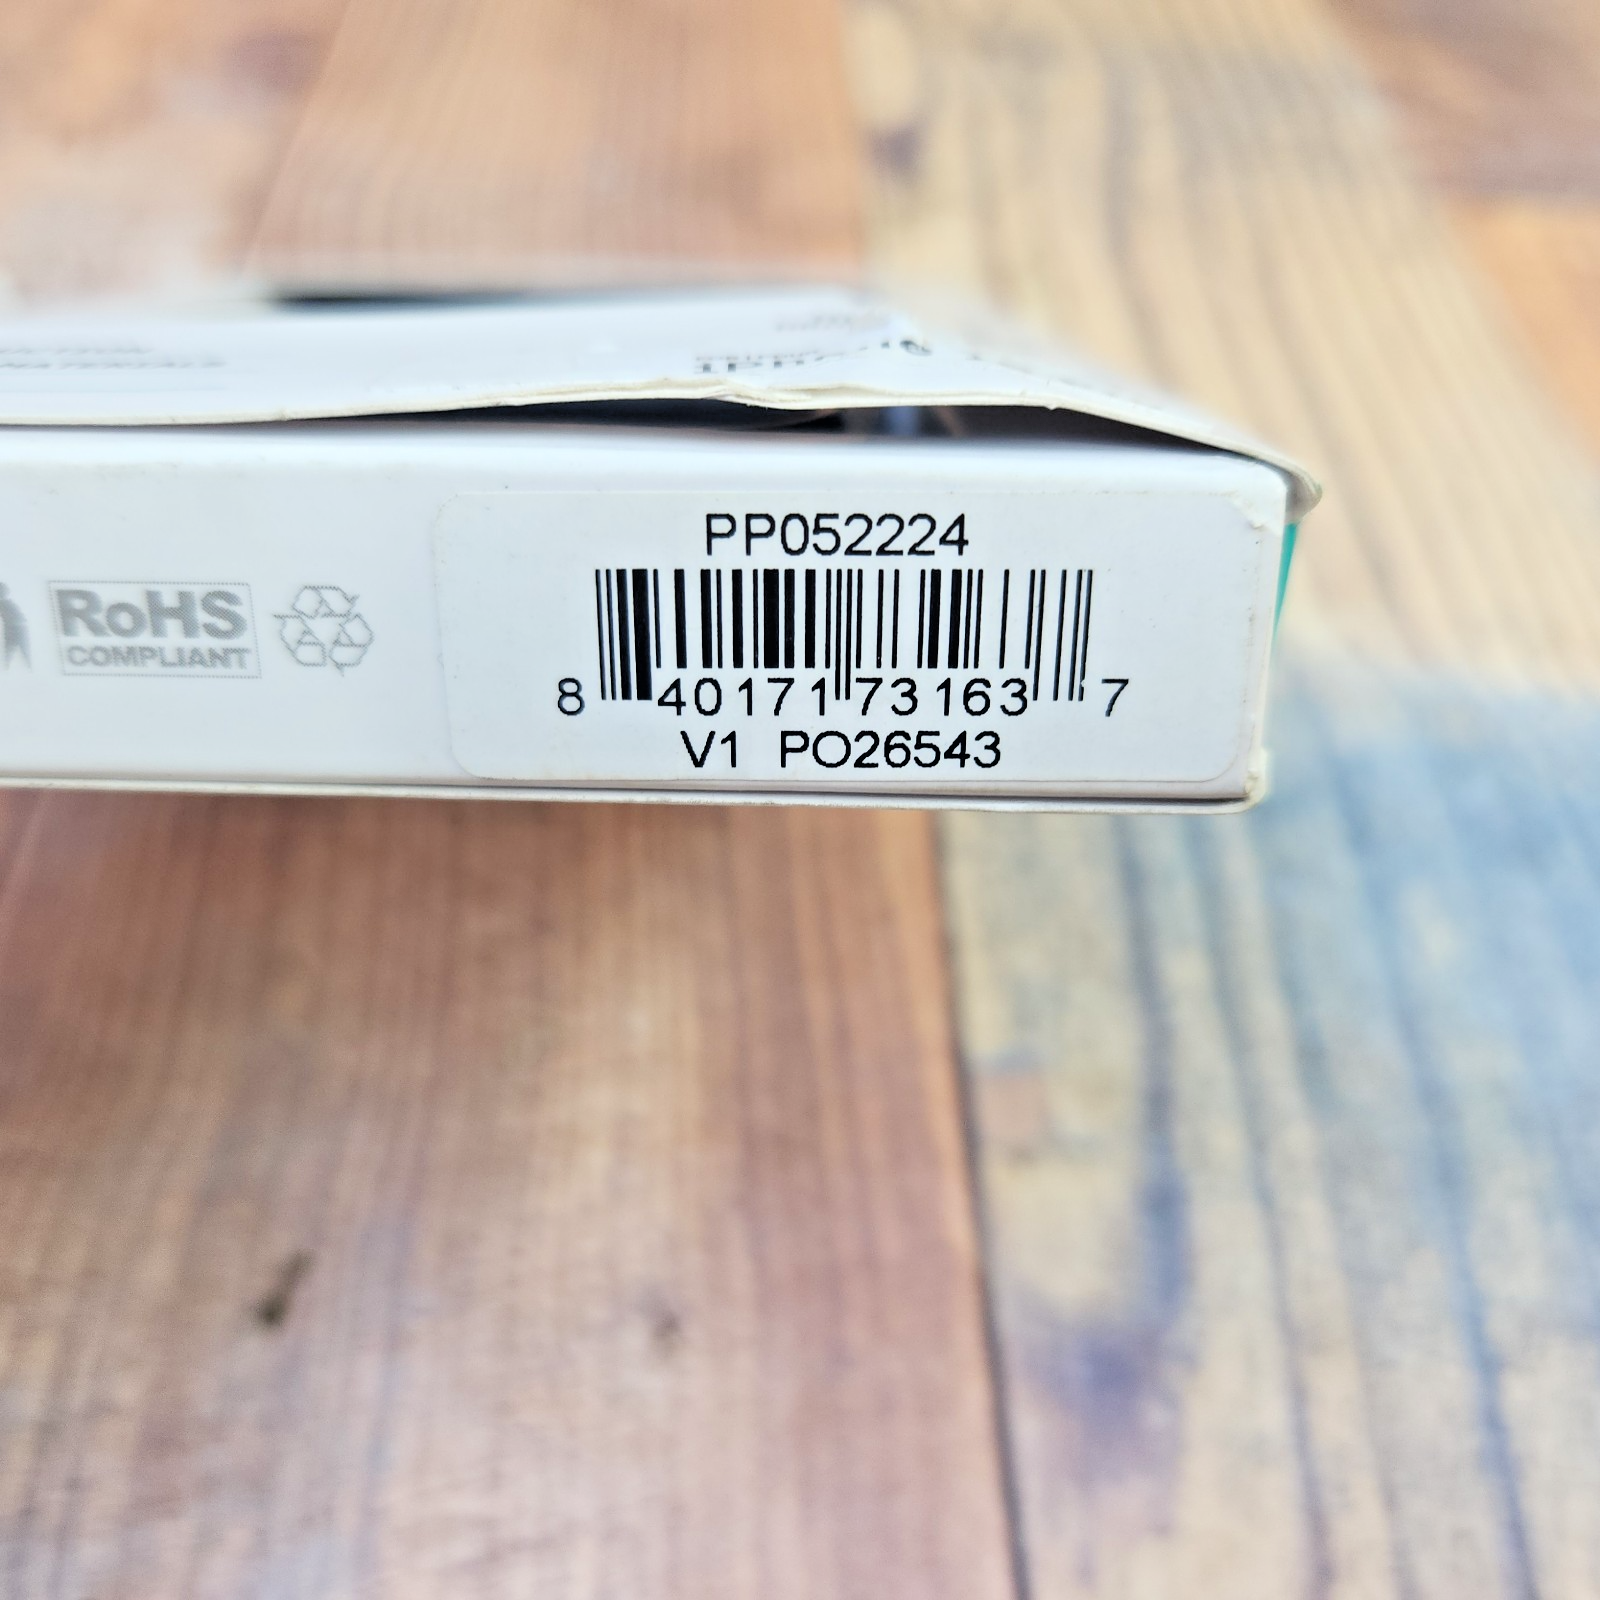 RoHS
COMPLIANT
PP052224
8 40171 73163 7
V1 PO26543